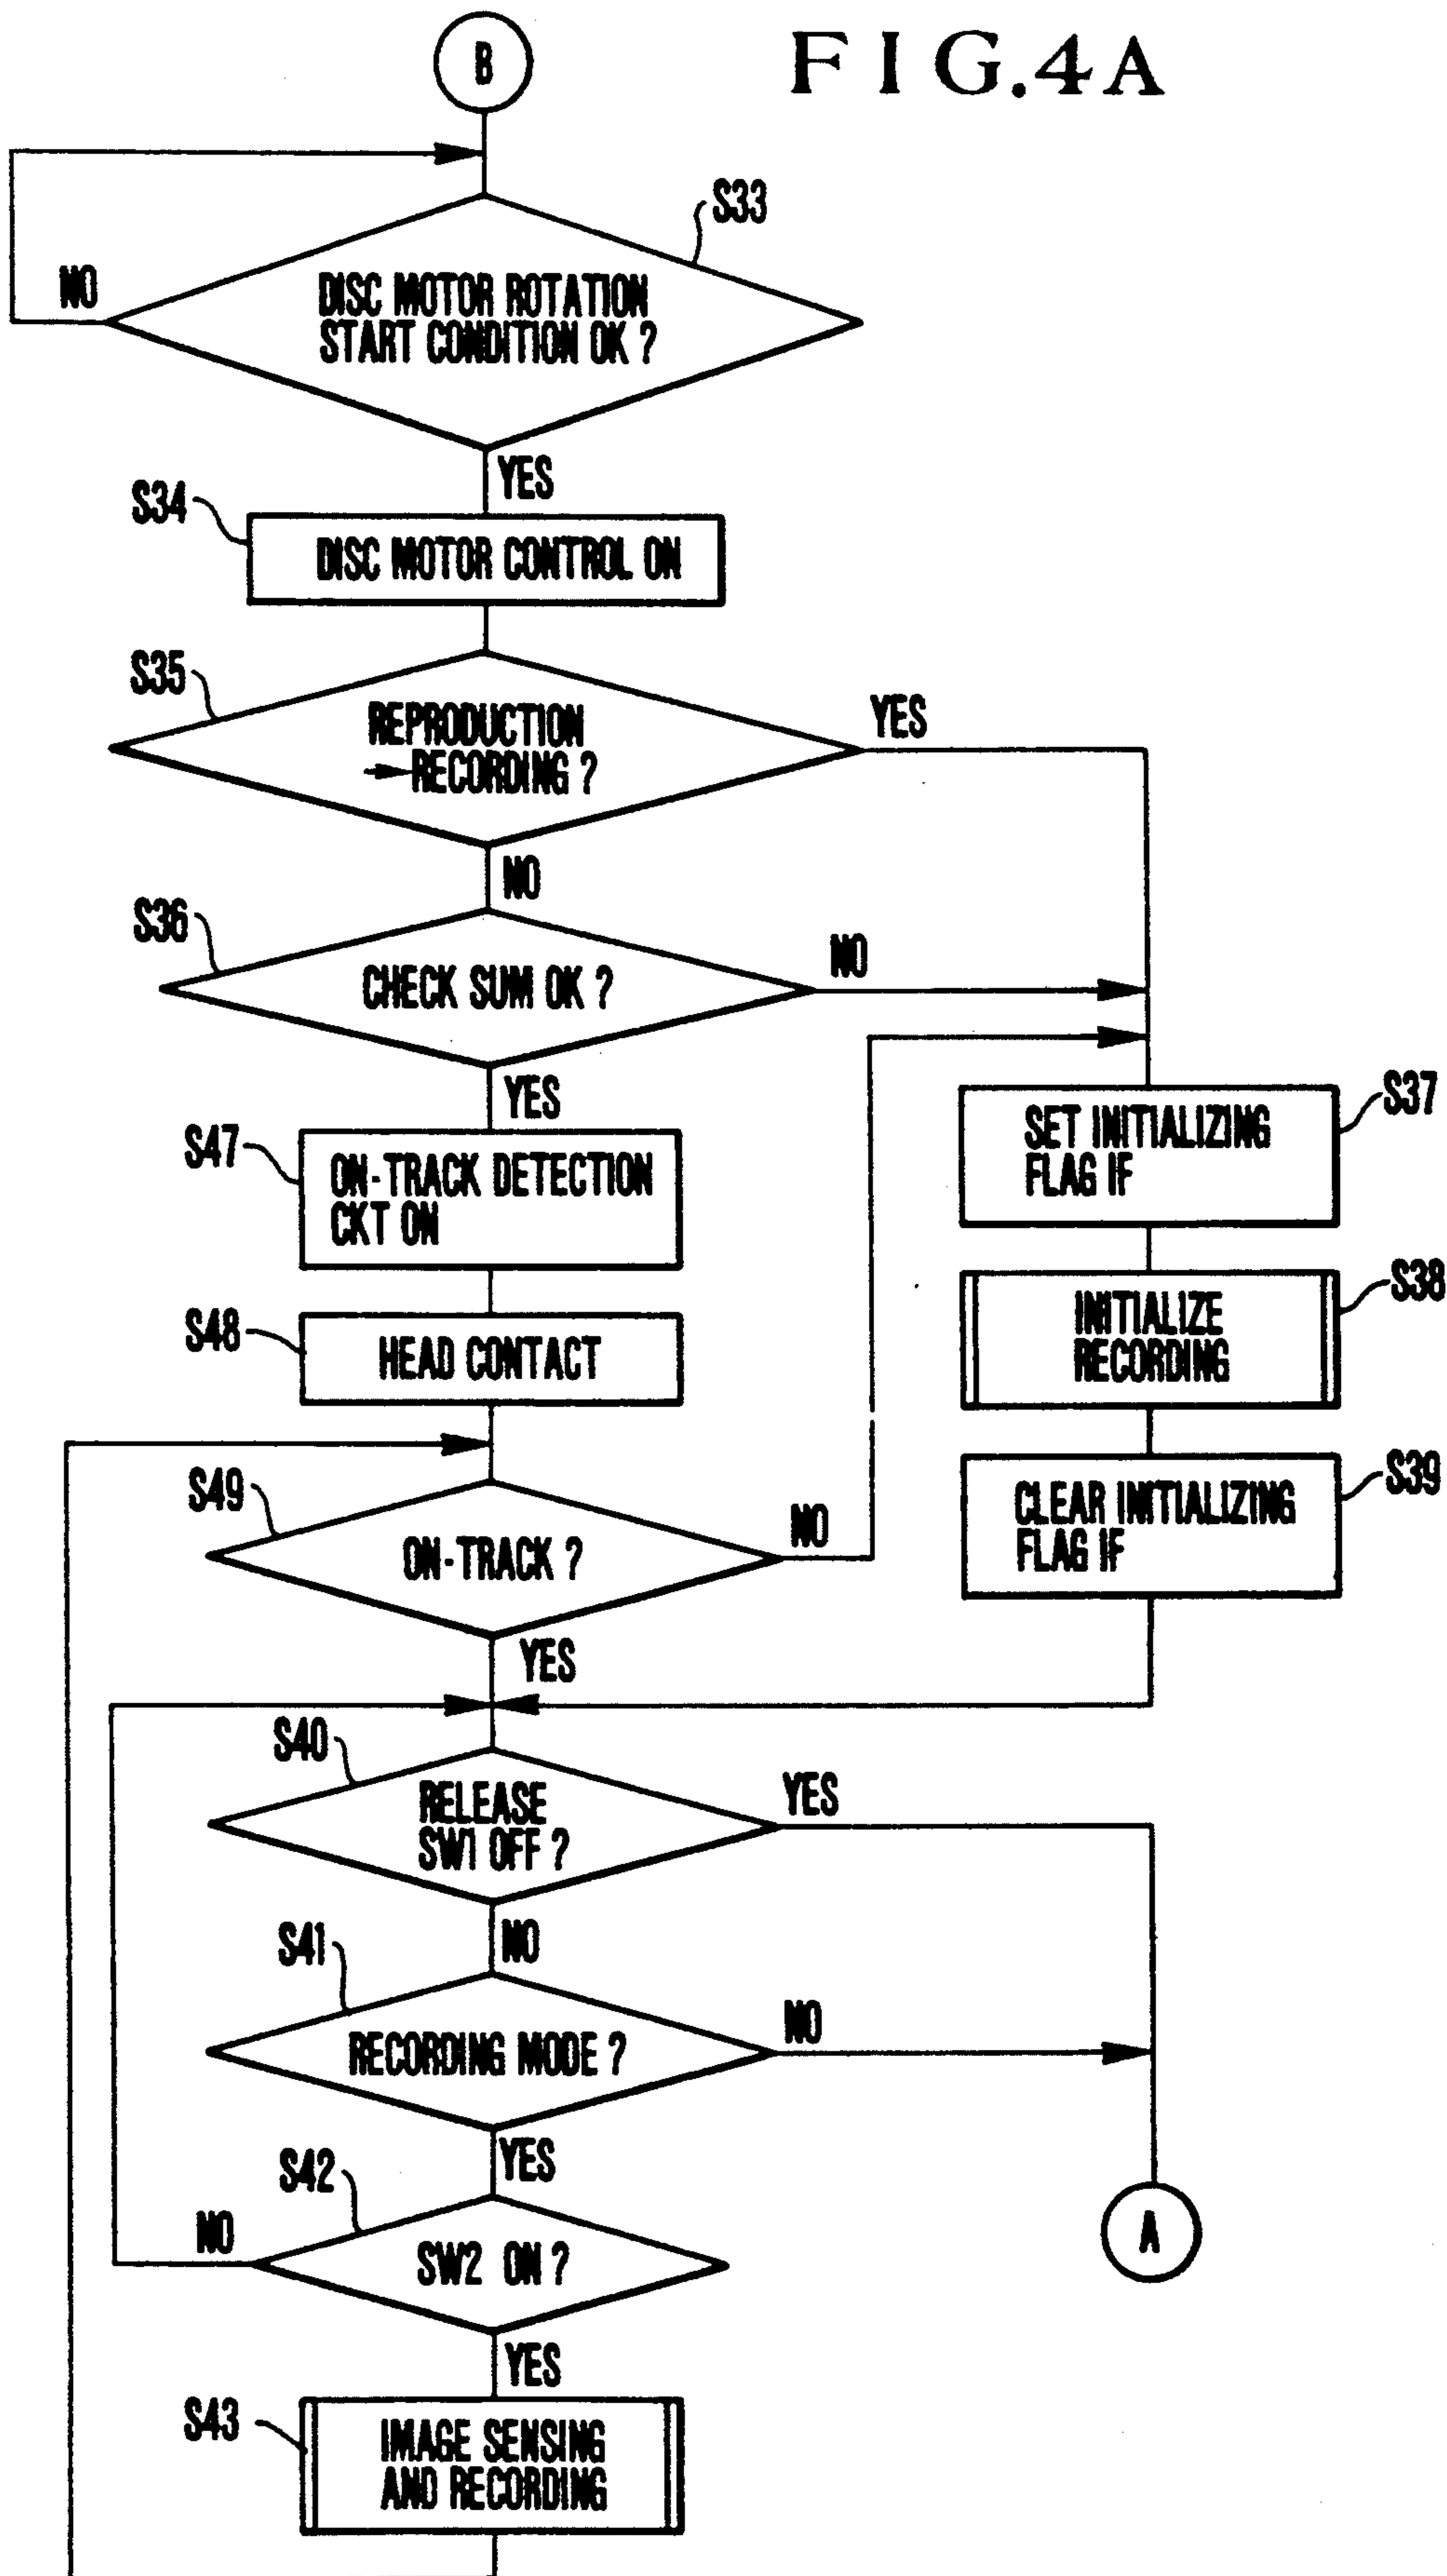 FIG.4A
B
S33
NO
DISC MOTOR ROTATION
START CONDITION OK ?
YES
S34
DISC MOTOR CONTROL ON
S35
REPRODUCTION
→RECORDING ?
YES
NO
S36
CHECK SUM OK ?
NO
YES
S47
ON-TRACK DETECTION
CKT ON
S37
SET INITIALIZING
FLAG IF
S48
HEAD CONTACT
S38
INITIALIZE
RECORDING
S49
ON-TRACK ?
NO
S39
CLEAR INITIALIZING
FLAG IF
YES
S40
RELEASE
SW1 OFF ?
YES
NO
S41
RECORDING MODE ?
NO
YES
S42
NO
SW2 ON ?
A
YES
S43
IMAGE SENSING
AND RECORDING